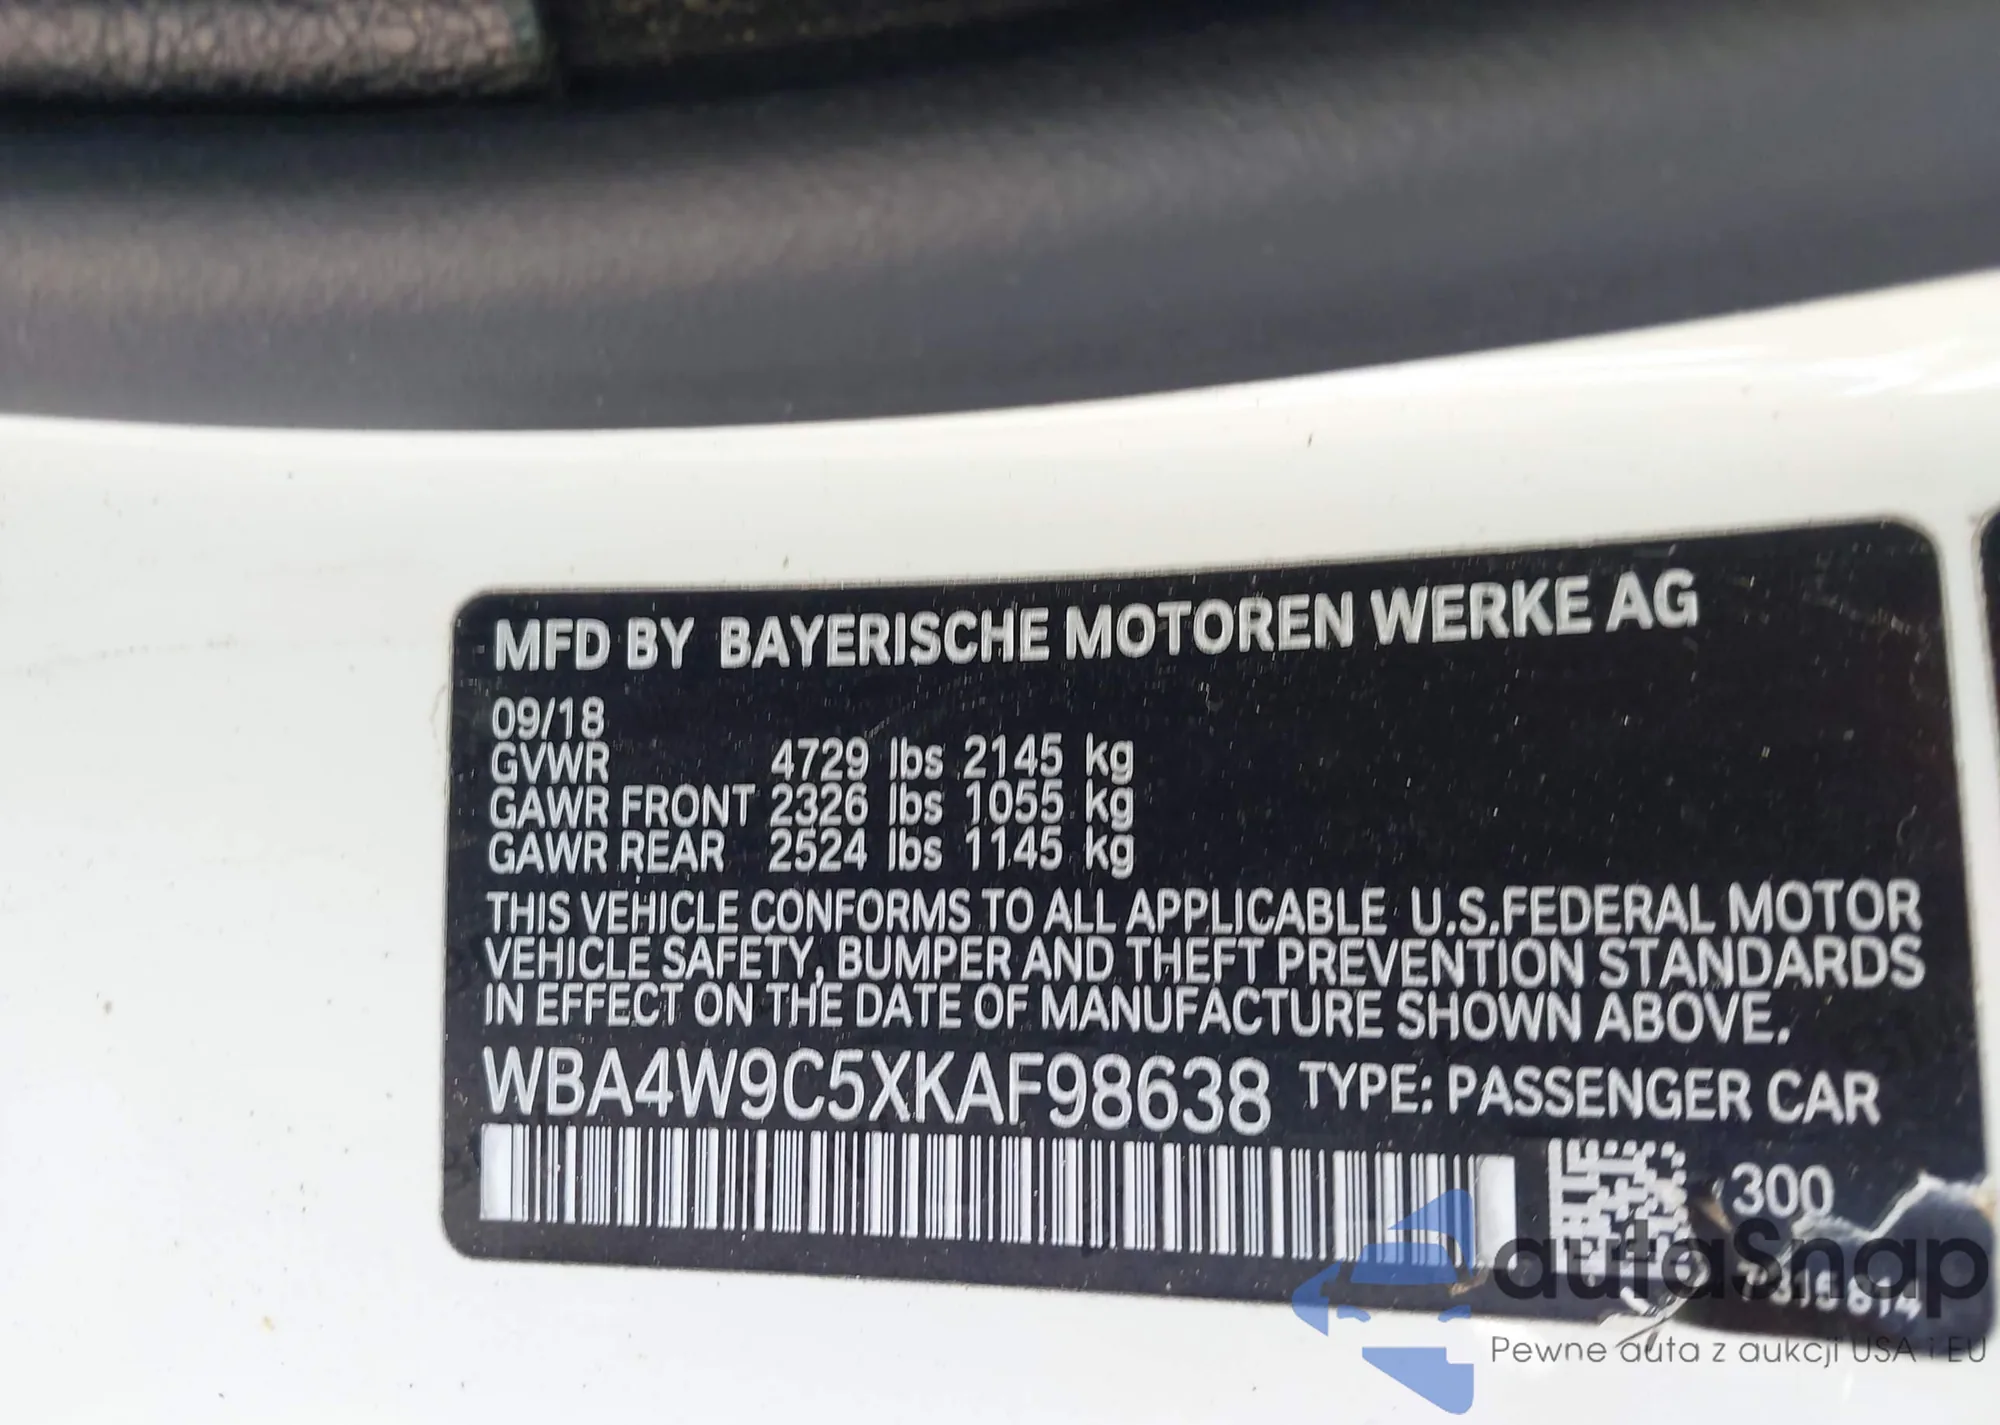 MFD BY BAYERISCHE MOTOREN WERKE AG
09/18
GVWR 4729 lbs 2145 kg
GAWR FRONT 2326 lbs 1055 kg
GAWR REAR 2524 lbs 1145 kg
THIS VEHICLE CONFORMS TO ALL APPLICABLE U.S.FEDERAL MOTOR
VEHICLE SAFETY, BUMPER AND THEFT PREVENTION STANDARDS
IN EFFECT ON THE DATE OF MANUFACTURE SHOWN ABOVE.
WBA4W9C5XKAF98638 TYPE: PASSENGER CAR
300
autaSnap
Pewne auta z aukcji USA i EU